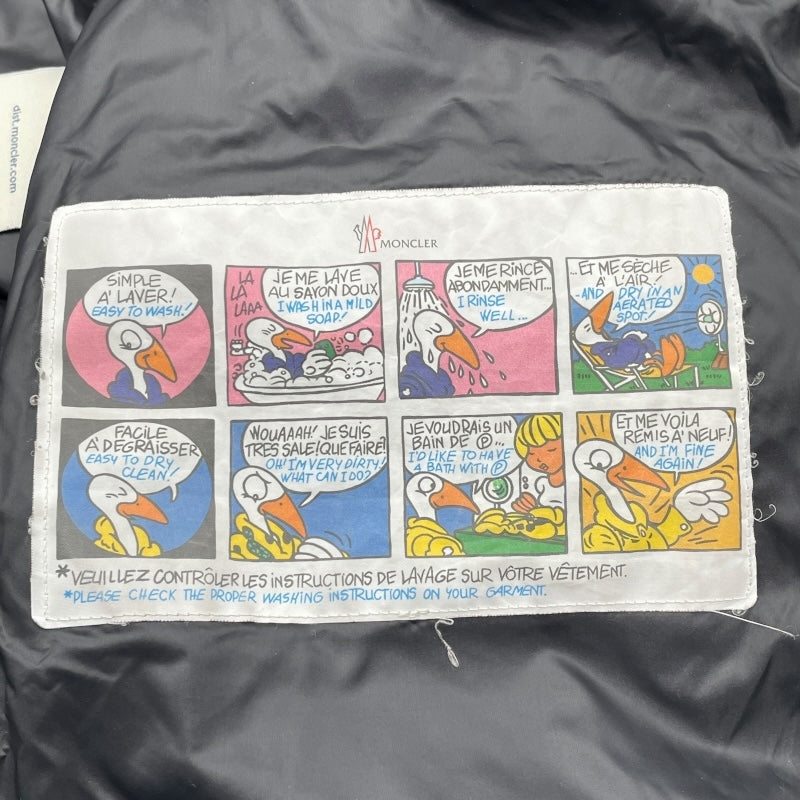 dist.moncler.com
MONCLER
SIMPLE
A' LAVER!
EASY TO WASH!
LA
LA
LAAA
JE ME LAVE
AU SAVON DOUX
I WASH IN A MILD
SOAP!
JE ME RINCE
ABONDAMMENT...
I RINSE
WELL...
...ET ME SÈCHE
A' L'AIR!
-AND I DRY IN AN
AERATED
SPOT!
FACILE
A' DEGRAISSER
EASY TO DRY
CLEAN!
WOUAAAH! JE SUIS
TRES SALE! QUE FAIRE!
OH! I'M VERY DIRTY!
WHAT CAN I DO?
JE VOUDRAIS UN
BAIN DE Ⓟ...
I'D LIKE TO HAVE
A BATH WITH Ⓟ
ET ME VOILA
REMIS A' NEUF!
AND I'M FINE
AGAIN!
*VEUILLEZ CONTRÔLER LES INSTRUCTIONS DE LAVAGE SUR VÔTRE VÊTEMENT.
*PLEASE CHECK THE PROPER WASHING INSTRUCTIONS ON YOUR GARMENT.